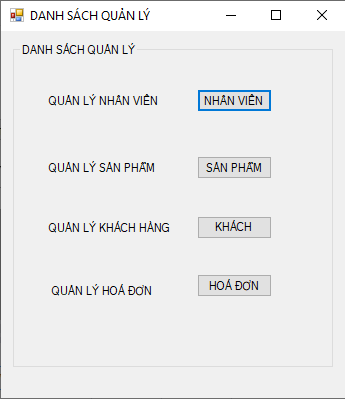 DANH SÁCH QUẢN LÝ
DANH SÁCH QUẢN LÝ
QUẢN LÝ NHÂN VIÊN NHÂN VIÊN
QUẢN LÝ SẢN PHẨM SẢN PHẨM
QUẢN LÝ KHÁCH HÀNG KHÁCH
QUẢN LÝ HOÁ ĐƠN HOÁ ĐƠN